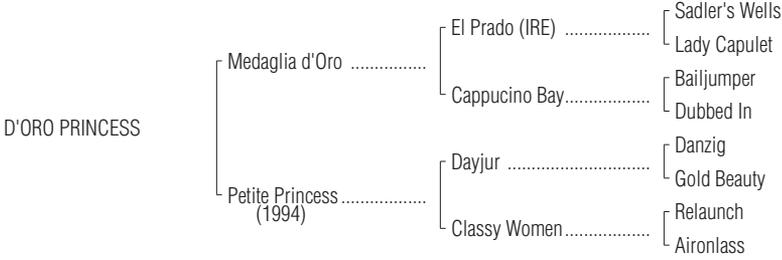 Sadler's Wells
El Prado (IRE) ..................
Lady Capulet
Medaglia d'Oro ................
Bailjumper
Cappucino Bay..................
Dubbed In
D'ORO PRINCESS
Danzig
Dayjur ..............................
Gold Beauty
Petite Princess..................
(1994)
Relaunch
Classy Women..................
Aironlass